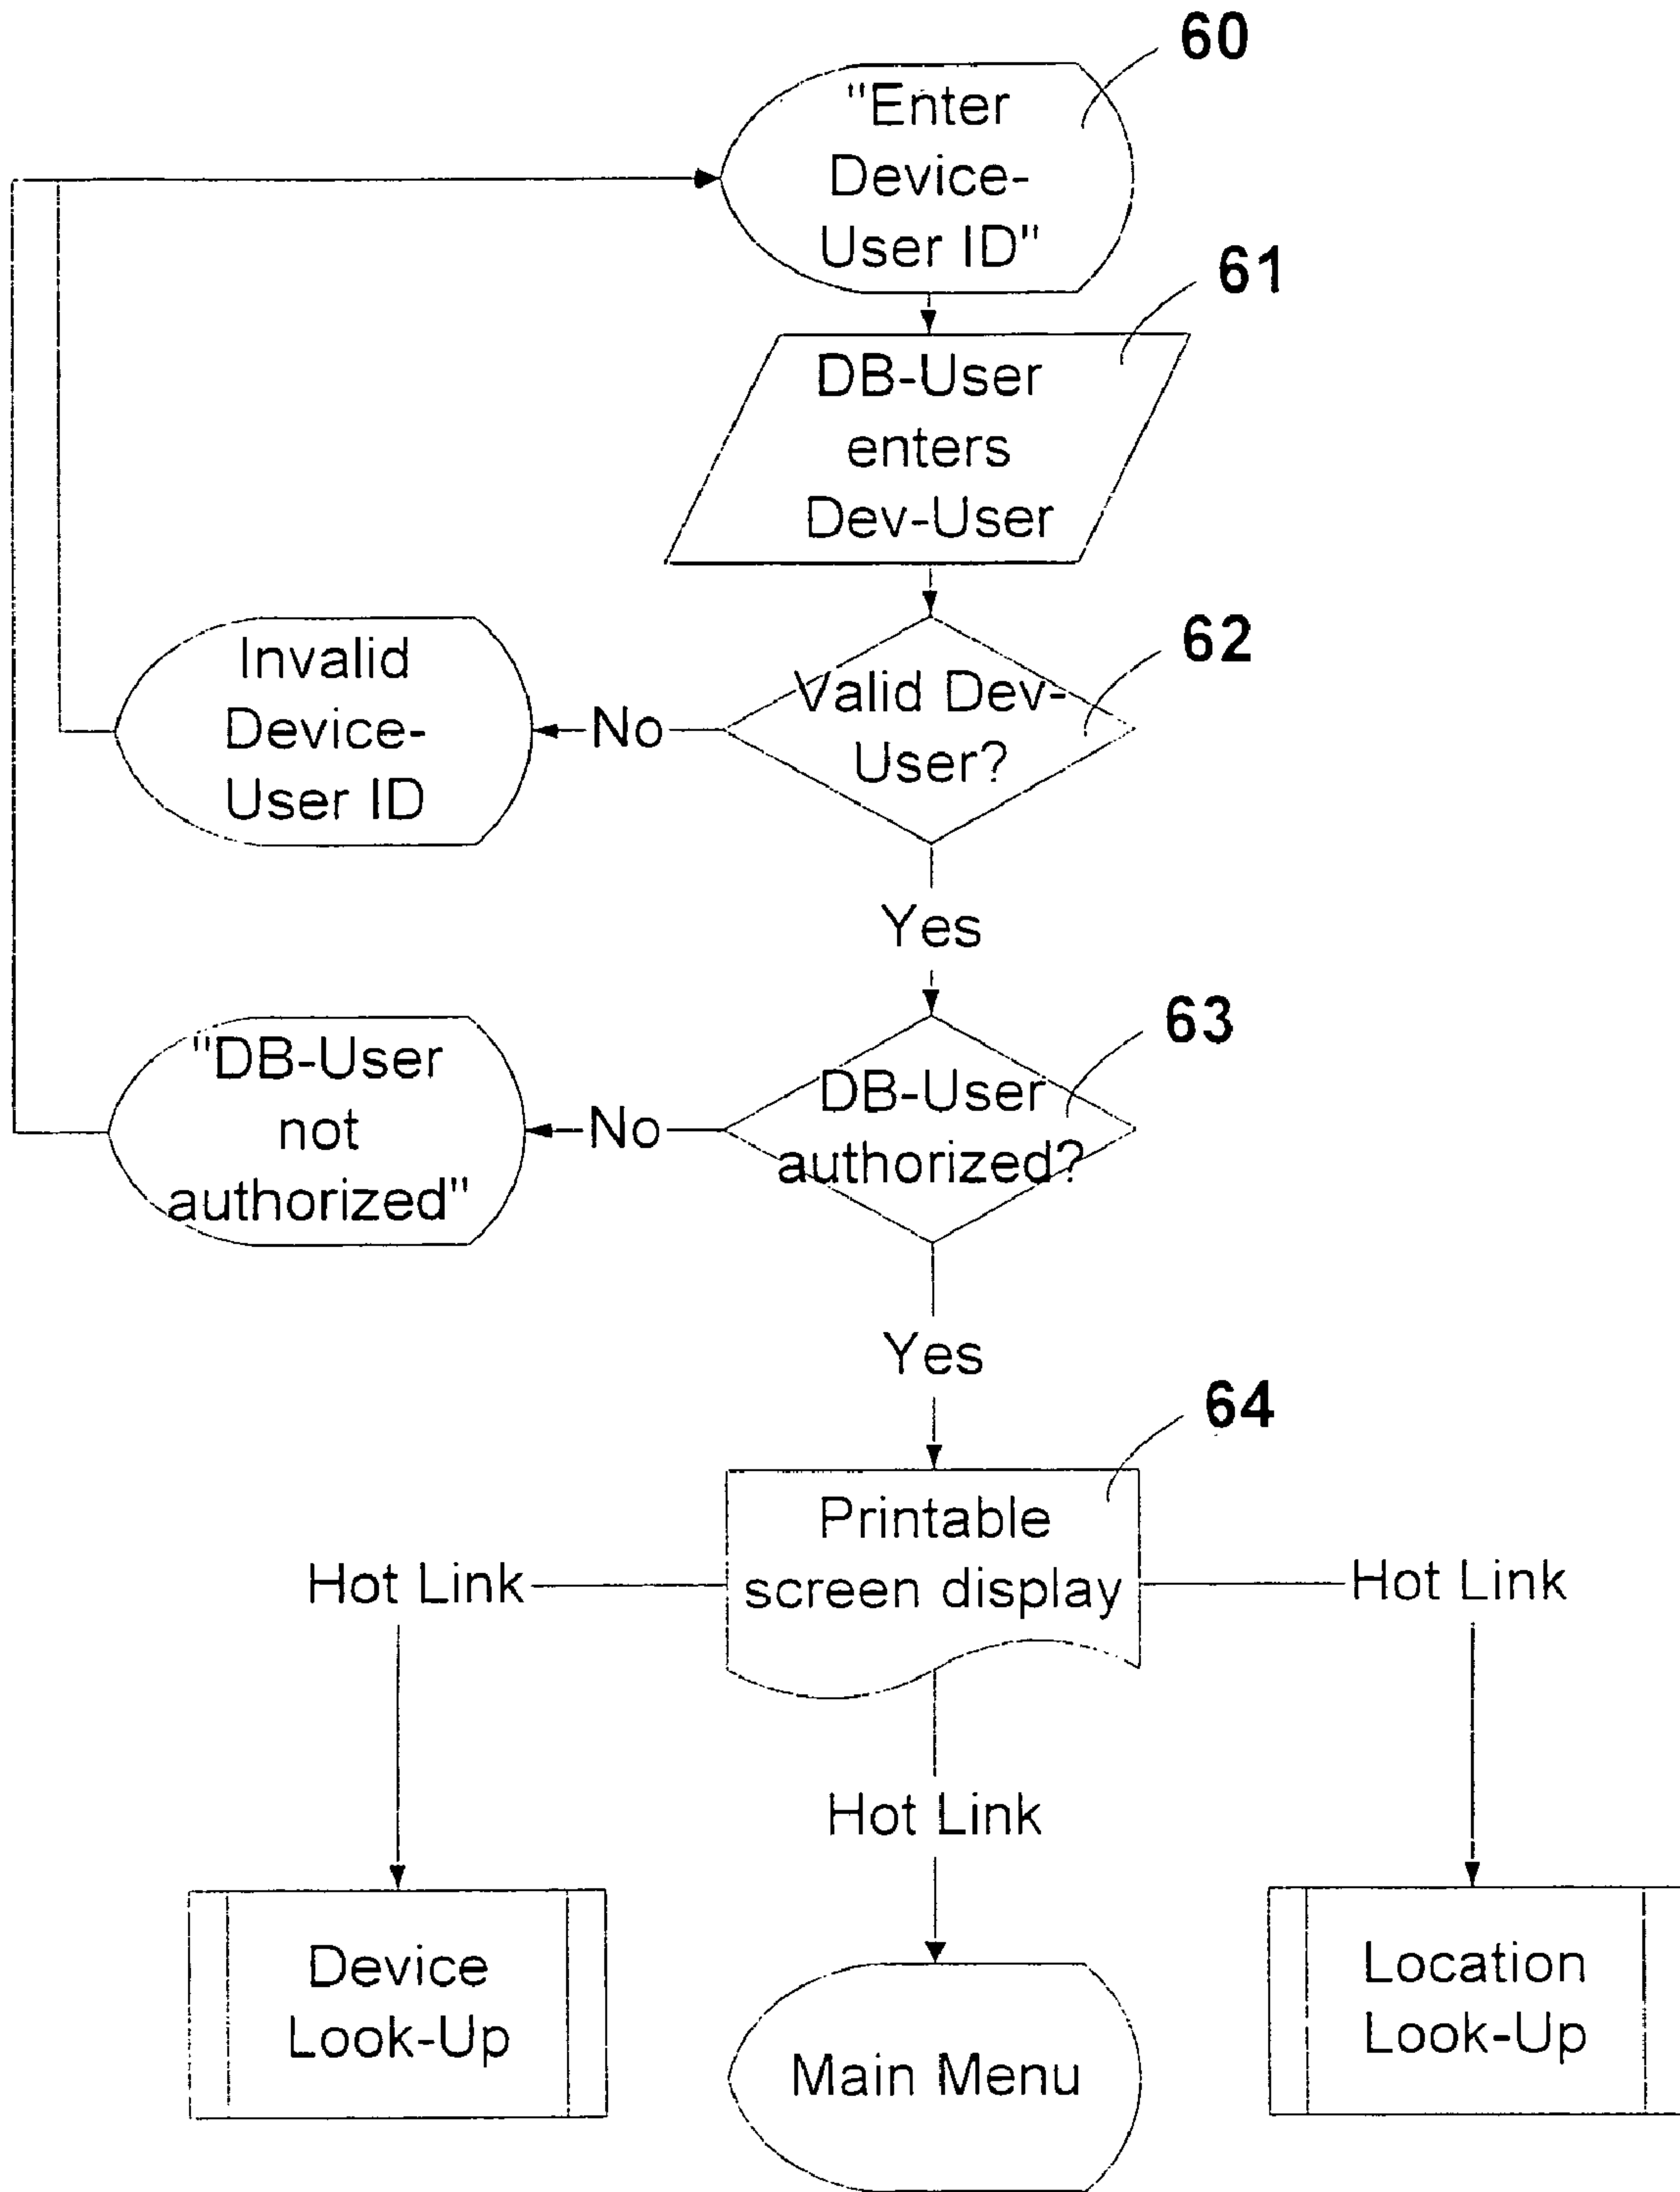 60
"Enter
Device-
User ID"
61
DB-User
enters
Dev-User
62
Invalid
Device-
User ID
No
Valid Dev-
User?
Yes
63
"DB-User
not
authorized"
No
DB-User
authorized?
Yes
64
Printable
screen display
Hot Link
Hot Link
Hot Link
Device
Look-Up
Main Menu
Location
Look-Up